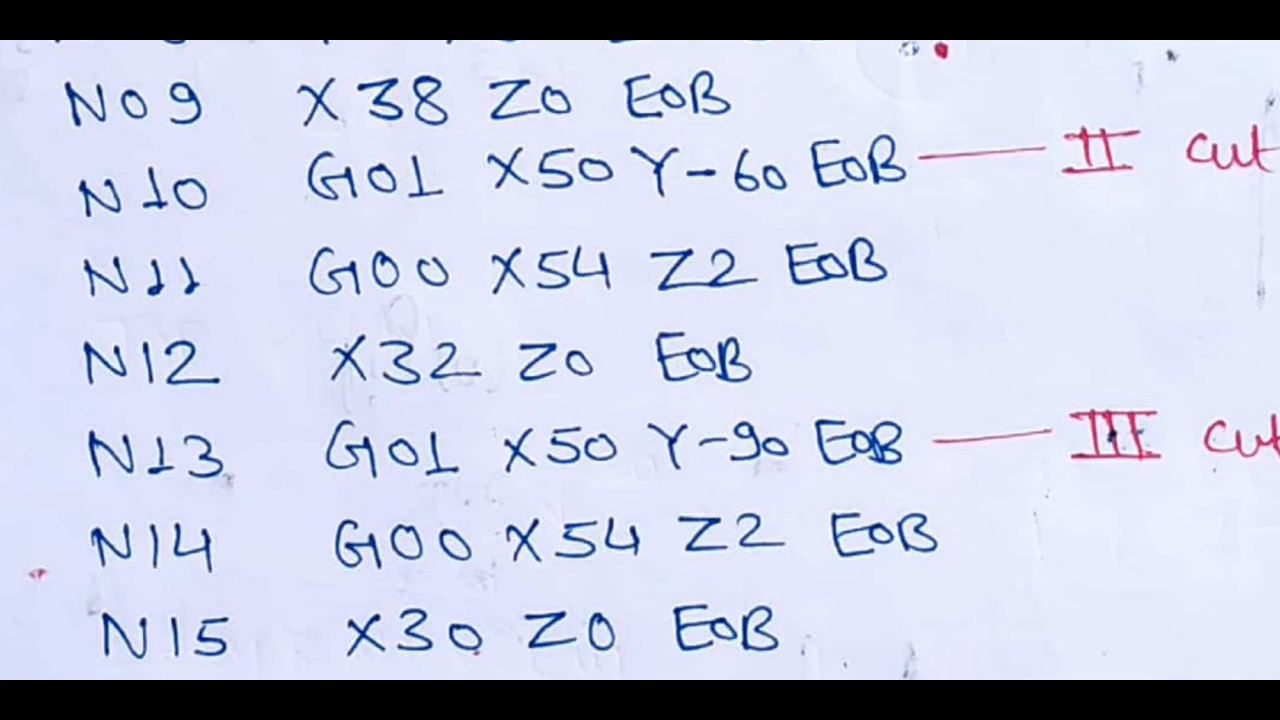 N09 X38 Z0 EOB
N10 G01 X50 Y-60 EOB — II cut
N11 G00 X54 Z2 EOB
N12 X32 Z0 EOB
N13 G01 X50 Y-90 EOB — III cut
N14 G00 X54 Z2 EOB
N15 X30 Z0 EOB